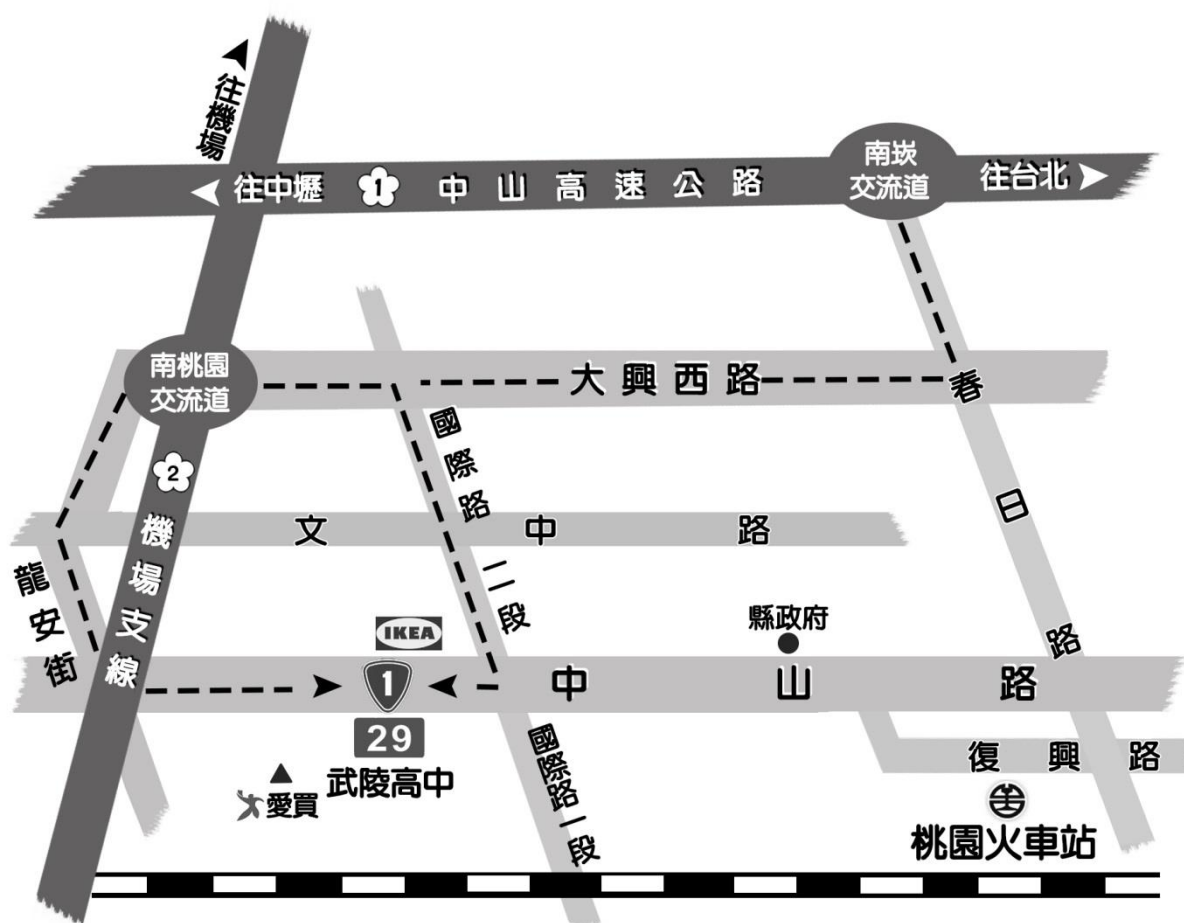 往機場
往中壢
1
中山高速公路
南崁
交流道
往台北
南桃園
交流道
大興西路
春日路
國際路二段
2
機場支線
文中路
龍安街
IKEA
縣政府
1
中山路
29
武陵高中
愛買
國際路一段
復興路
桃園火車站